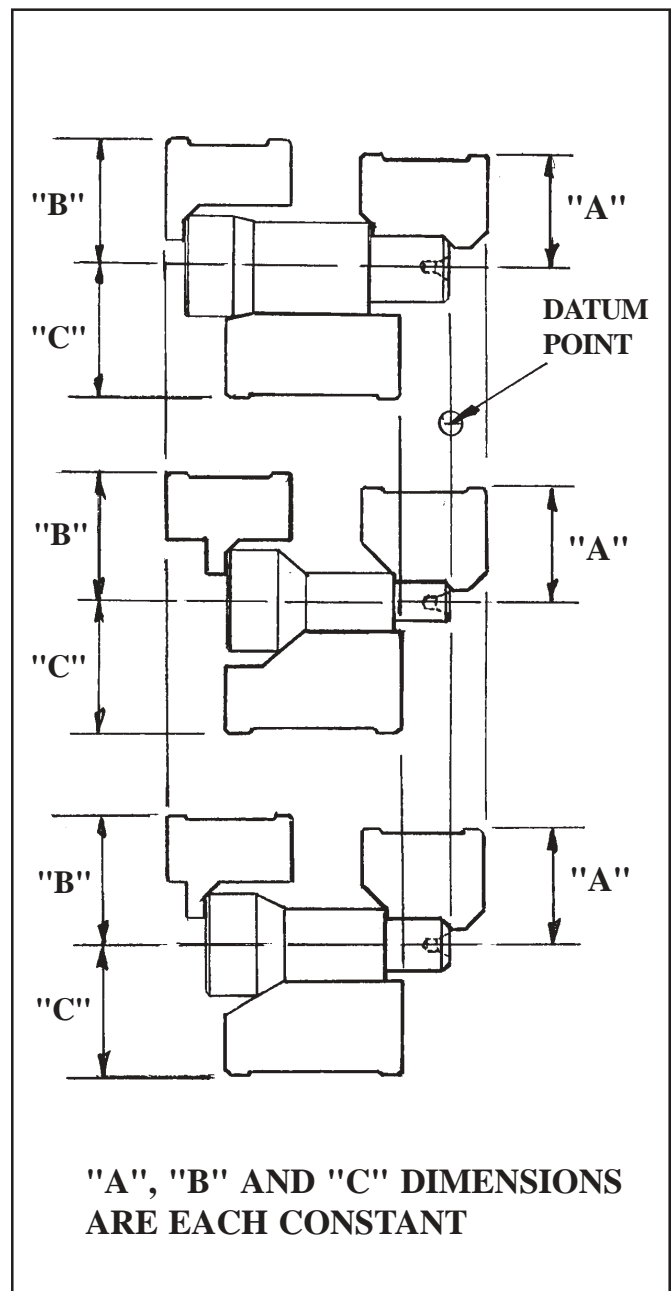 "B"
"A"
"C"
DATUM
POINT
"B"
"A"
"C"
"B"
"A"
"C"
"A", "B" AND "C" DIMENSIONS
ARE EACH CONSTANT